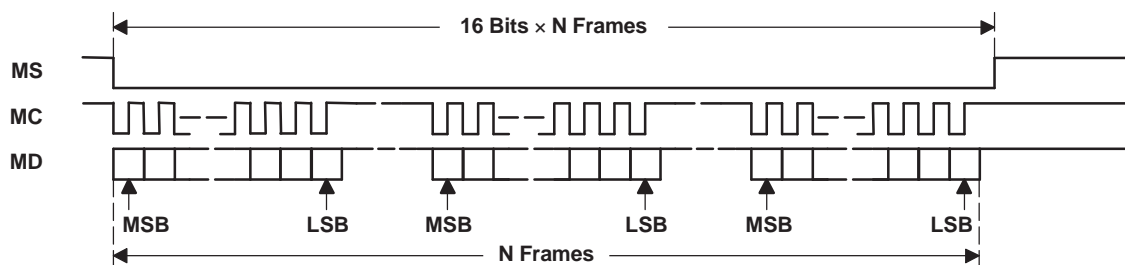 16 Bits × N Frames
MS
MC
MD
MSB LSB MSB LSB MSB LSB
N Frames